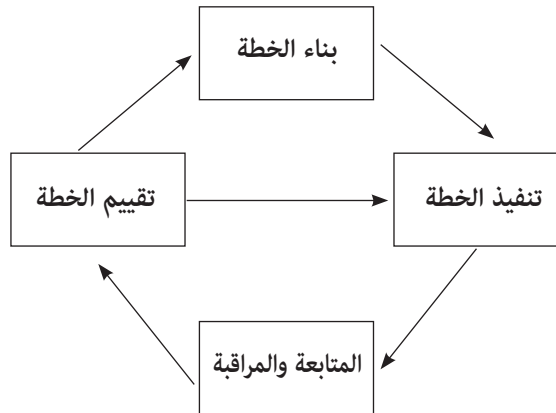 بناء الخطة
تنفيذ الخطة
تقييم الخطة
المتابعة والمراقبة